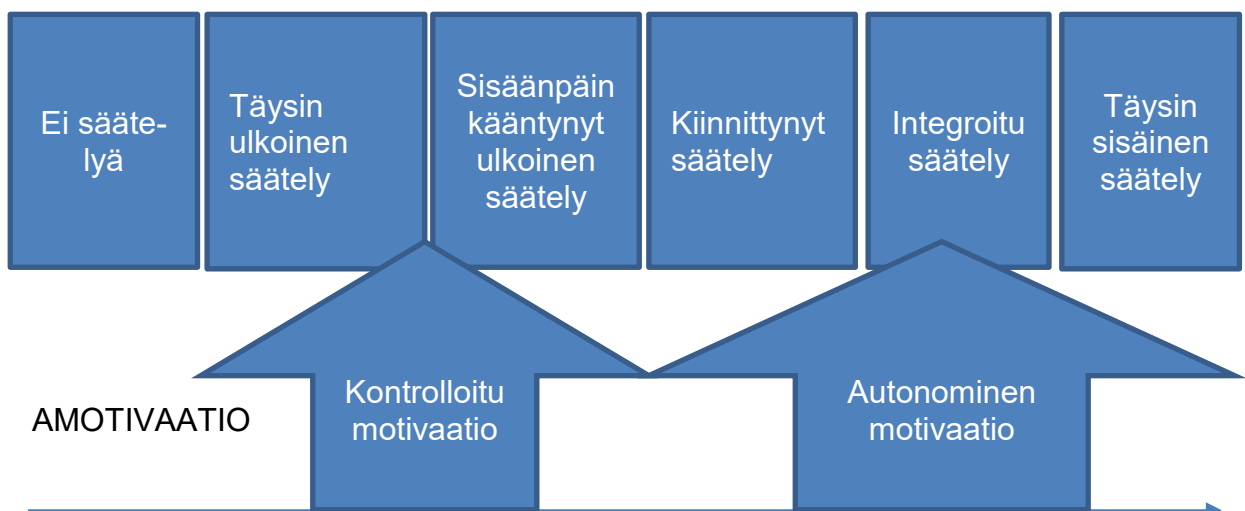 Ei sääte-
lyä
Täysin
ulkoinen
säätely
Sisäänpäin
kääntynyt
ulkoinen
säätely
Kiinnittynyt
säätely
Integroitu
säätely
Täysin
sisäinen
säätely
AMOTIVAATIO
Kontrolloitu
motivaatio
Autonominen
motivaatio